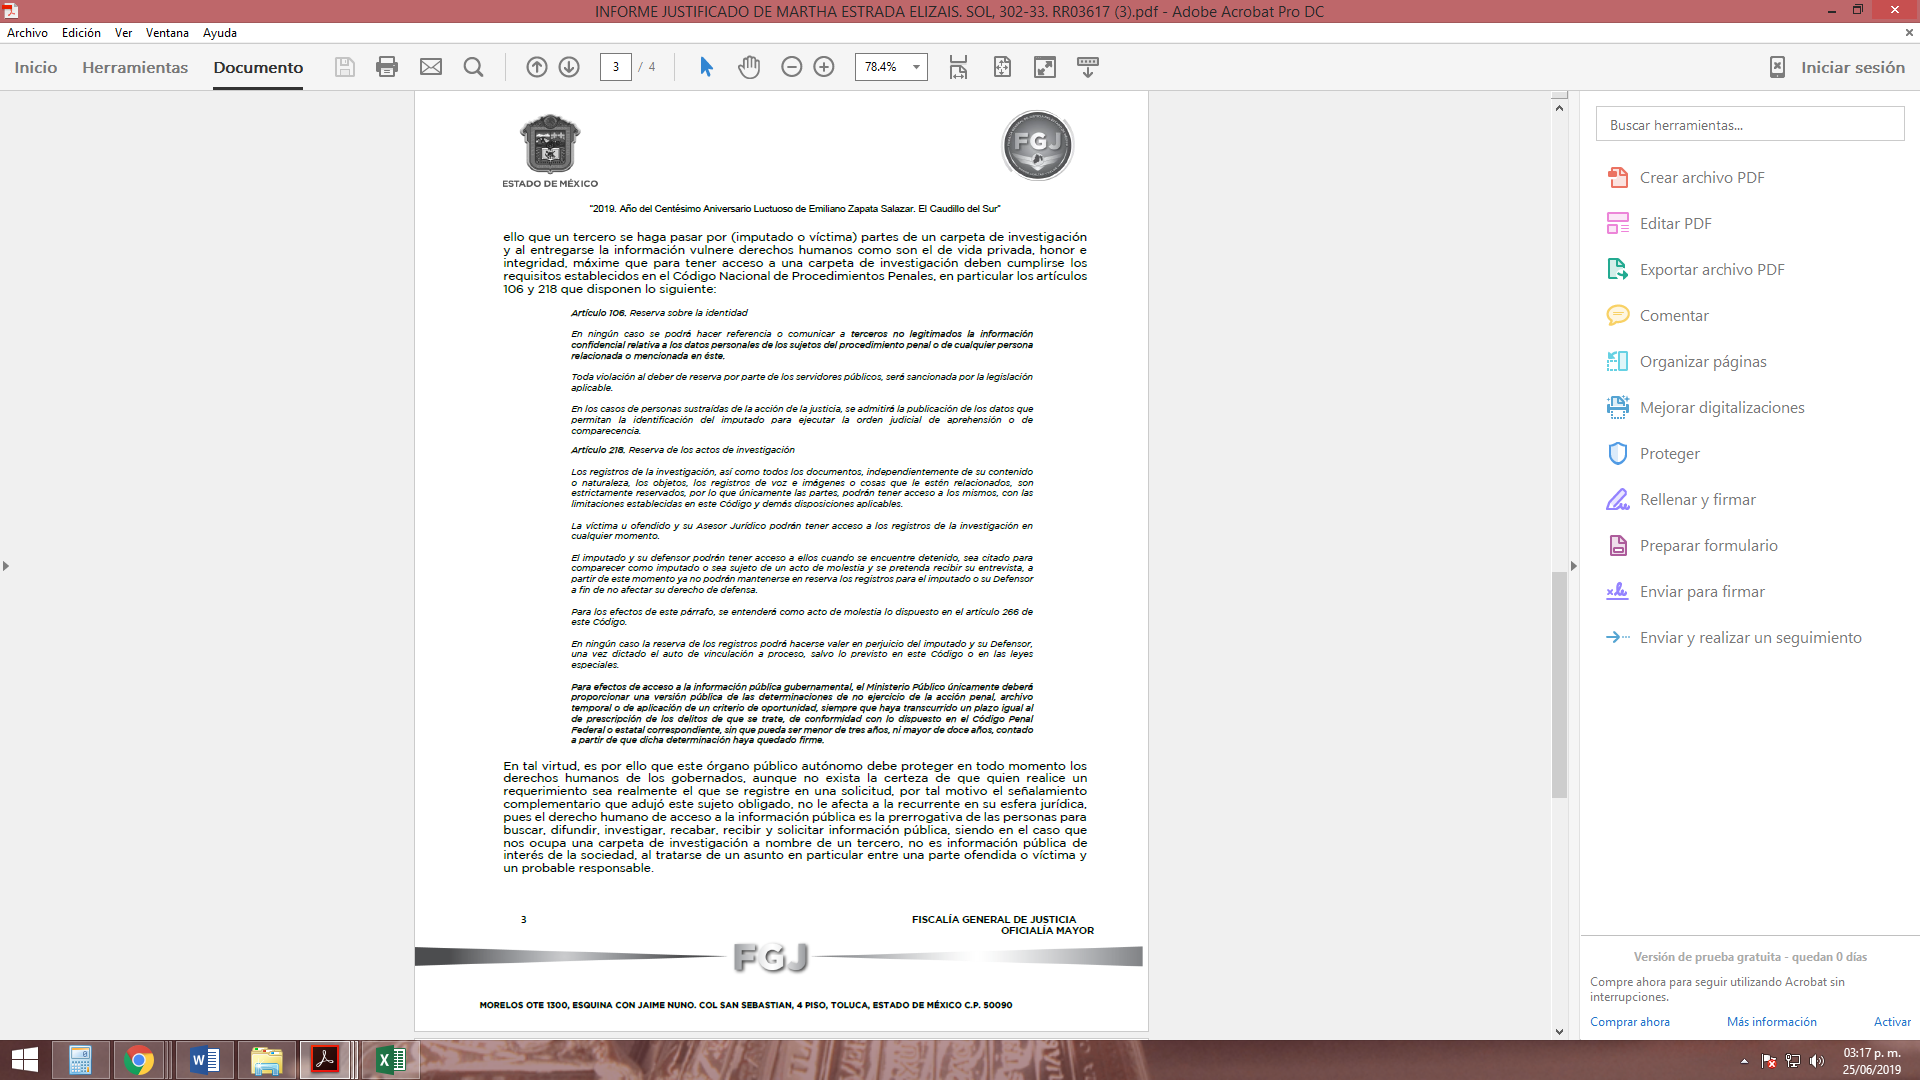 INFORME JUSTIFICADO DE MARTHA ESTRADA ELIZAIS. SOL, 302-33. RR03617 (3).pdf - Adobe Acrobat Pro DC
Archivo Edición Ver Ventana Ayuda
Inicio Herramientas Documento 3 / 4 78.4% Iniciar sesión
ESTADO DE MÉXICO
FGJ
"2019. Año del Centésimo Aniversario Luctuoso de Emiliano Zapata Salazar. El Caudillo del Sur"
ello que un tercero se haga pasar por (imputado o víctima) partes de un carpeta de investigación
y al entregarse la información vulnere derechos humanos como son el de vida privada, honor e
integridad, máxime que para tener acceso a una carpeta de investigación deben cumplirse los
requisitos establecidos en el Código Nacional de Procedimientos Penales, en particular los artículos
106 y 218 que disponen lo siguiente:
Artículo 106. Reserva sobre la identidad
En ningún caso se podrá hacer referencia o comunicar a terceros no legitimados la información
confidencial relativa a los datos personales de los sujetos del procedimiento penal o de cualquier persona
relacionada o mencionada en éste.
Toda violación al deber de reserva por parte de los servidores públicos, será sancionada por la legislación
aplicable.
En los casos de personas sustraídas de la acción de la justicia, se admitirá la publicación de los datos que
permitan la identificación del imputado para ejecutar la orden judicial de aprehensión o de
comparecencia.
Artículo 218. Reserva de los actos de investigación
Los registros de la investigación, así como todos los documentos, independientemente de su contenido
o naturaleza, los objetos, los registros de voz e imágenes o cosas que le estén relacionados, son
estrictamente reservados, por lo que únicamente las partes, podrán tener acceso a los mismos, con las
limitaciones establecidas en este Código y demás disposiciones aplicables.
La víctima u ofendido y su Asesor Jurídico podrán tener acceso a los registros de la investigación en
cualquier momento.
El imputado y su defensor podrán tener acceso a ellos cuando se encuentre detenido, sea citado para
comparecer como imputado o sea sujeto de un acto de molestia y se pretenda recibir su entrevista, a
partir de este momento ya no podrán mantenerse en reserva los registros para el imputado o su Defensor
a fin de no afectar su derecho de defensa.
Para los efectos de este párrafo, se entenderá como acto de molestia lo dispuesto en el artículo 266 de
este Código.
En ningún caso la reserva de los registros podrá hacerse valer en perjuicio del imputado y su Defensor,
una vez dictado el auto de vinculación a proceso, salvo lo previsto en este Código o en las leyes
especiales.
Para efectos de acceso a la información pública gubernamental, el Ministerio Público únicamente deberá
proporcionar una versión pública de las determinaciones de no ejercicio de la acción penal, archivo
temporal o de aplicación de un criterio de oportunidad, siempre que haya transcurrido un plazo igual al
de prescripción de los delitos de que se trate, de conformidad con lo dispuesto en el Código Penal
Federal o estatal correspondiente, sin que pueda ser menor de tres años, ni mayor de doce años, contado
a partir de que dicha determinación haya quedado firme.
En tal virtud, es por ello que este órgano público autónomo debe proteger en todo momento los
derechos humanos de los gobernados, aunque no exista la certeza de que quien realice un
requerimiento sea realmente el que se registre en una solicitud, por tal motivo el señalamiento
complementario que adujó este sujeto obligado, no le afecta a la recurrente en su esfera jurídica,
pues el derecho humano de acceso a la información pública es la prerrogativa de las personas para
buscar, difundir, investigar, recabar, recibir y solicitar información pública, siendo en el caso que
nos ocupa una carpeta de investigación a nombre de un tercero, no es información pública de
interés de la sociedad, al tratarse de un asunto en particular entre una parte ofendida o víctima y
un probable responsable.
3
FISCALÍA GENERAL DE JUSTICIA
OFICIALÍA MAYOR
FGJ
MORELOS OTE 1300, ESQUINA CON JAIME NUNO. COL SAN SEBASTIAN, 4 PISO, TOLUCA, ESTADO DE MÉXICO C.P. 50090
Buscar herramientas...
Crear archivo PDF
Editar PDF
Exportar archivo PDF
Comentar
Organizar páginas
Mejorar digitalizaciones
Proteger
Rellenar y firmar
Preparar formulario
Enviar para firmar
Enviar y realizar un seguimiento
Versión de prueba gratuita - quedan 0 días
Compre ahora para seguir utilizando Acrobat sin
interrupciones.
Comprar ahora Más información Activar
03:17 p. m.
25/06/2019